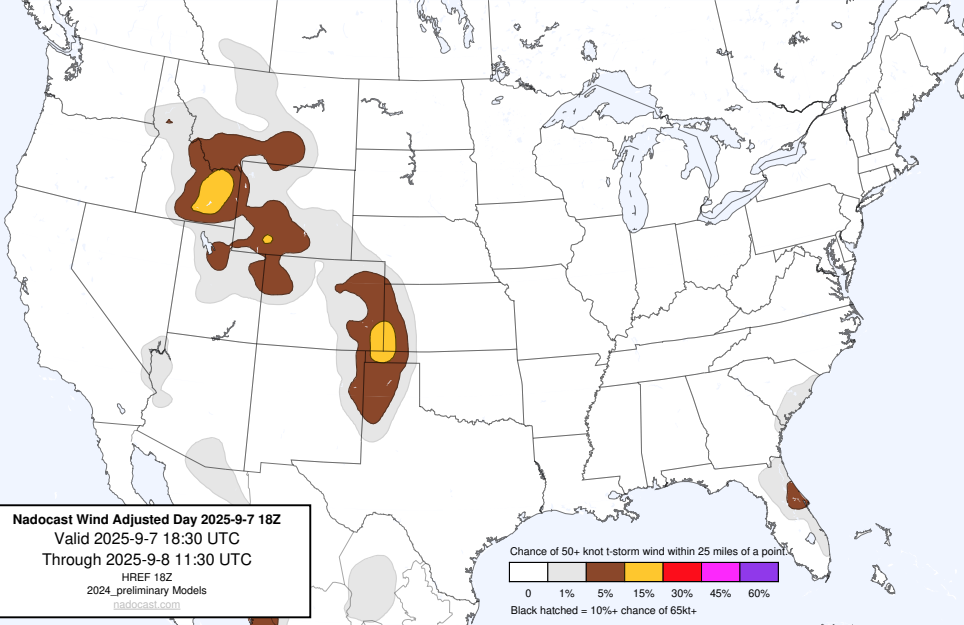 Nadocast Wind Adjusted Day 2025-9-7 18Z
Valid 2025-9-7 18:30 UTC
Through 2025-9-8 11:30 UTC
HREF 18Z
2024_preliminary Models
nadocast.com
Chance of 50+ knot t-storm wind within 25 miles of a point.
0 1% 5% 15% 30% 45% 60%
Black hatched = 10%+ chance of 65kt+